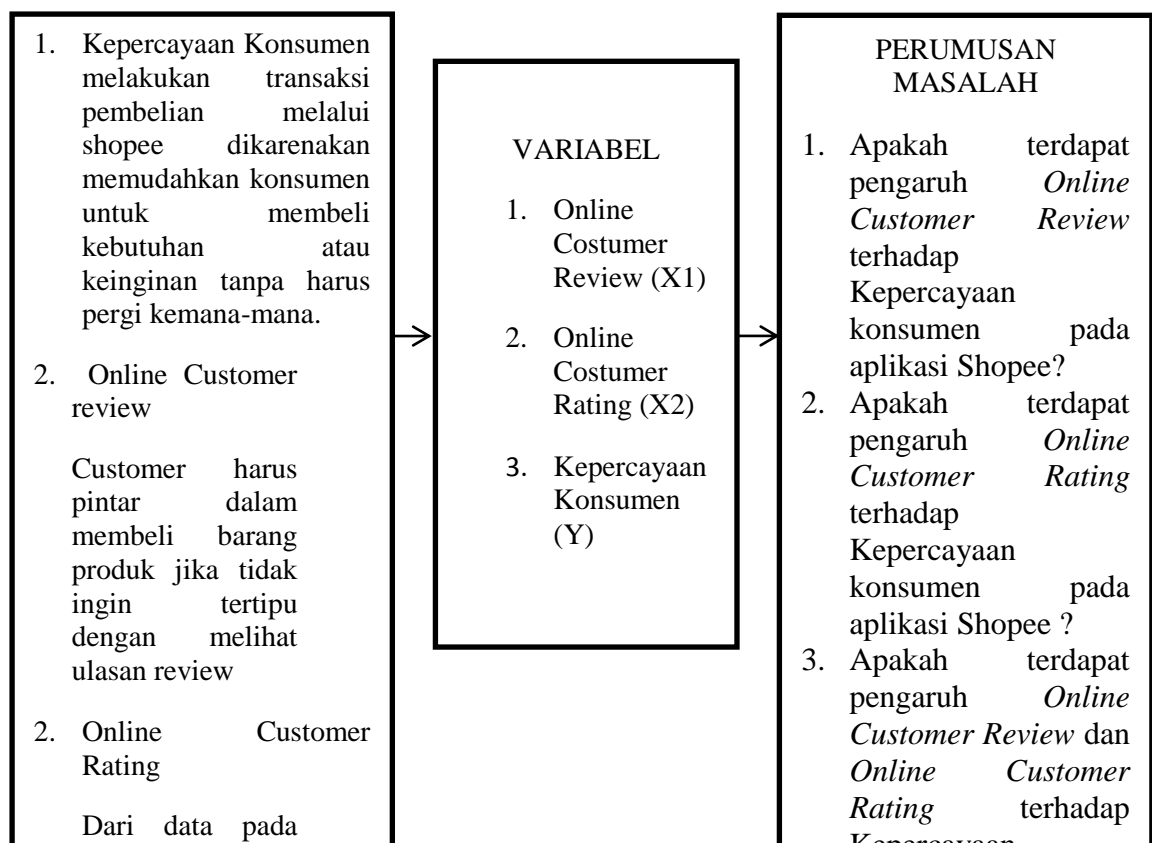 1. Kepercayaan Konsumen
melakukan transaksi
pembelian melalui
shopee dikarenakan
memudahkan konsumen
untuk membeli
kebutuhan atau
keinginan tanpa harus
pergi kemana-mana.
2. Online Customer
review
Customer harus
pintar dalam
membeli barang
produk jika tidak
ingin tertipu
dengan melihat
ulasan review
2. Online Customer
Rating
Dari data pada
VARIABEL
1. Online
Costumer
Review (X1)
2. Online
Costumer
Rating (X2)
3. Kepercayaan
Konsumen
(Y)
PERUMUSAN
MASALAH
1. Apakah terdapat
pengaruh Online
Customer Review
terhadap
Kepercayaan
konsumen pada
aplikasi Shopee?
2. Apakah terdapat
pengaruh Online
Customer Rating
terhadap
Kepercayaan
konsumen pada
aplikasi Shopee ?
3. Apakah terdapat
pengaruh Online
Customer Review dan
Online Customer
Rating terhadap
Kepercayaan